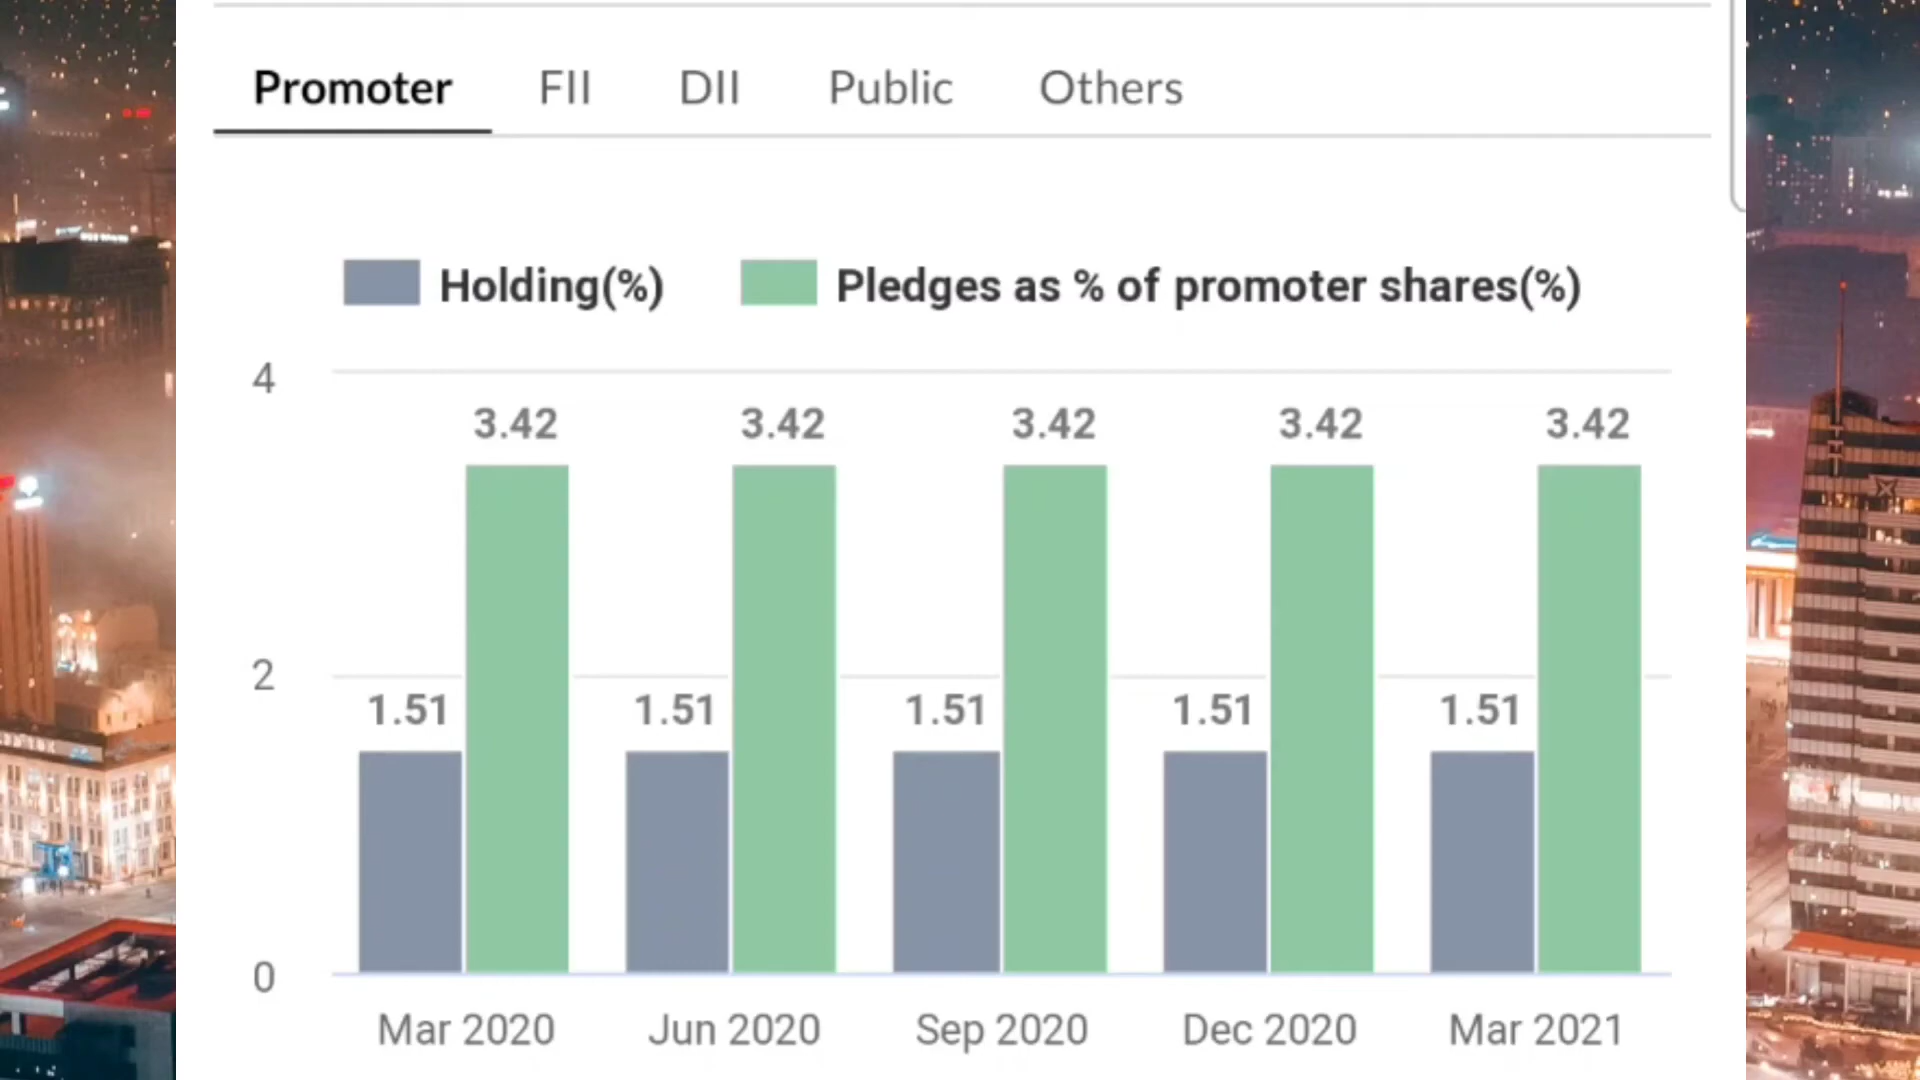 Promoter FII DII Public Others
Holding(%) Pledges as % of promoter shares(%)
4
3.42 3.42 3.42 3.42 3.42
2
1.51 1.51 1.51 1.51 1.51
0
Mar 2020 Jun 2020 Sep 2020 Dec 2020 Mar 2021